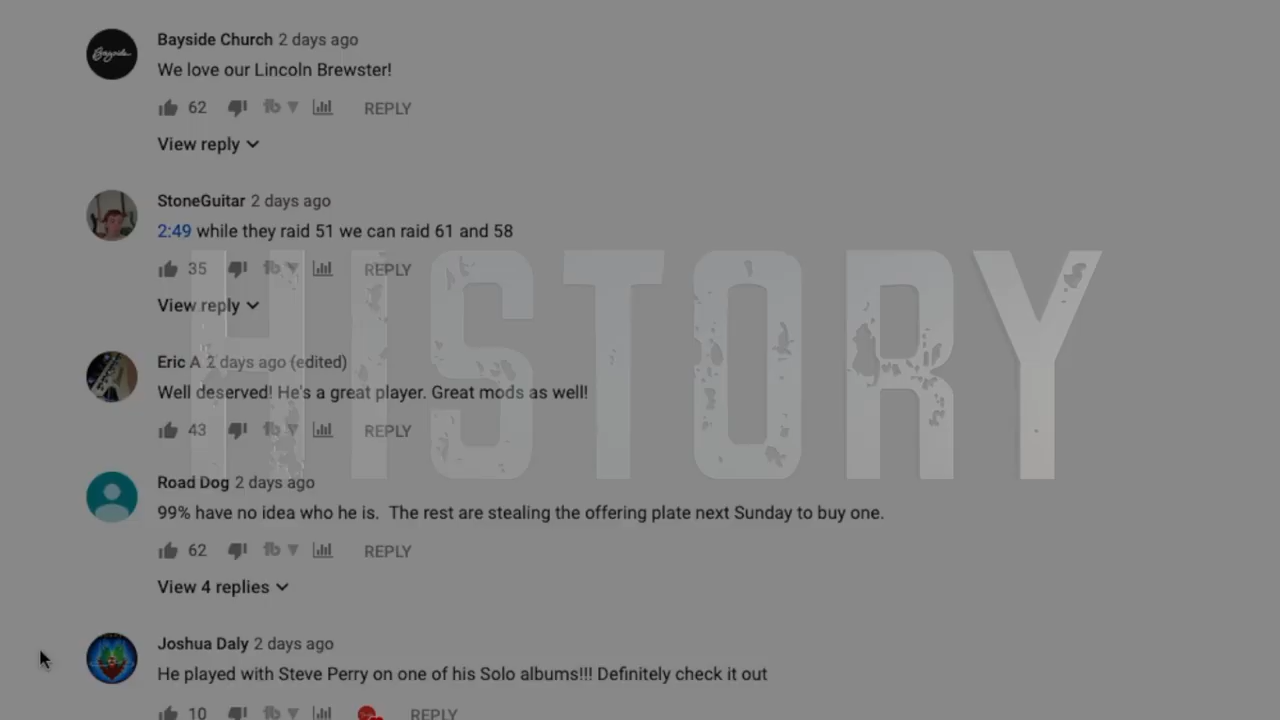 Bayside
Bayside Church 2 days ago
We love our Lincoln Brewster!
62 REPLY
View reply
StoneGuitar 2 days ago
2:49 while they raid 51 we can raid 61 and 58
35 REPLY
View reply
HISTORY
Eric A 2 days ago (edited)
Well deserved! He's a great player. Great mods as well!
43 REPLY
Road Dog 2 days ago
99% have no idea who he is.  The rest are stealing the offering plate next Sunday to buy one.
62 REPLY
View 4 replies
Joshua Daly 2 days ago
He played with Steve Perry on one of his Solo albums!!! Definitely check it out
10 REPLY